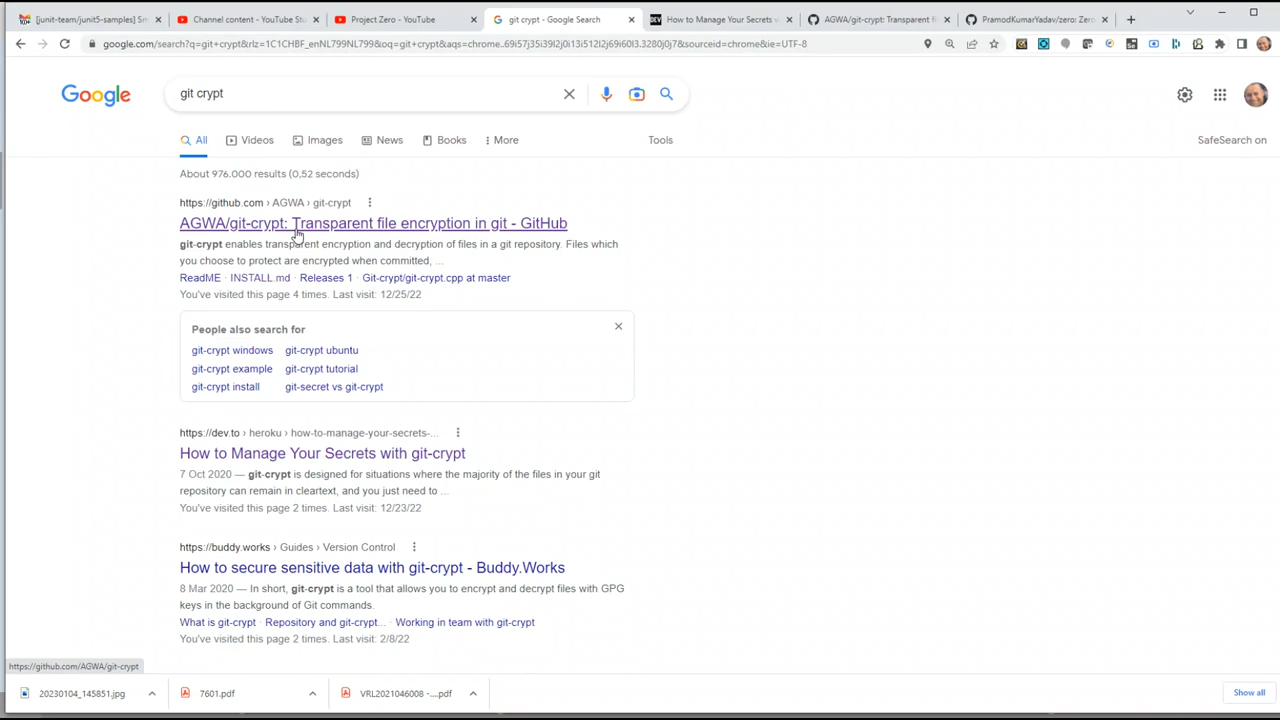 [junit-team/junit5-samples] Sm
Channel content - YouTube Stu
Project Zero - YouTube
git crypt - Google Search
How to Manage Your Secrets w
AGWA/git-crypt: Transparent f
PramodKumarYadav/zero: Zero
google.com/search?q=git+crypt&rlz=1C1CHBF_enNL799NL799&oq=git+crypt&aqs=chrome..69i57j35i39l2j0i13i512l2j69i60l3.3280j0j7&sourceid=chrome&ie=UTF-8
Google
git crypt
All
Videos
Images
News
Books
More
Tools
SafeSearch on
About 976.000 results (0,52 seconds)
https://github.com › AGWA › git-crypt
AGWA/git-crypt: Transparent file encryption in git - GitHub
git-crypt enables transparent encryption and decryption of files in a git repository. Files which
you choose to protect are encrypted when committed, ...
ReadME · INSTALL.md · Releases 1 · Git-crypt/git-crypt.cpp at master
You've visited this page 4 times. Last visit: 12/25/22
People also search for
git-crypt windows git-crypt ubuntu
git-crypt example git-crypt tutorial
git-crypt install git-secret vs git-crypt
https://dev.to › heroku › how-to-manage-your-secrets-...
How to Manage Your Secrets with git-crypt
7 Oct 2020 — git-crypt is designed for situations where the majority of the files in your git
repository can remain in cleartext, and you just need to ...
You've visited this page 2 times. Last visit: 12/23/22
https://buddy.works › Guides › Version Control
How to secure sensitive data with git-crypt - Buddy.Works
8 Mar 2020 — In short, git-crypt is a tool that allows you to encrypt and decrypt files with GPG
keys in the background of Git commands.
What is git-crypt · Repository and git-crypt... · Working in team with git-crypt
You've visited this page 2 times. Last visit: 2/8/22
https://github.com/AGWA/git-crypt
20230104_145851.jpg
7601.pdf
VRL2021046008 -....pdf
Show all